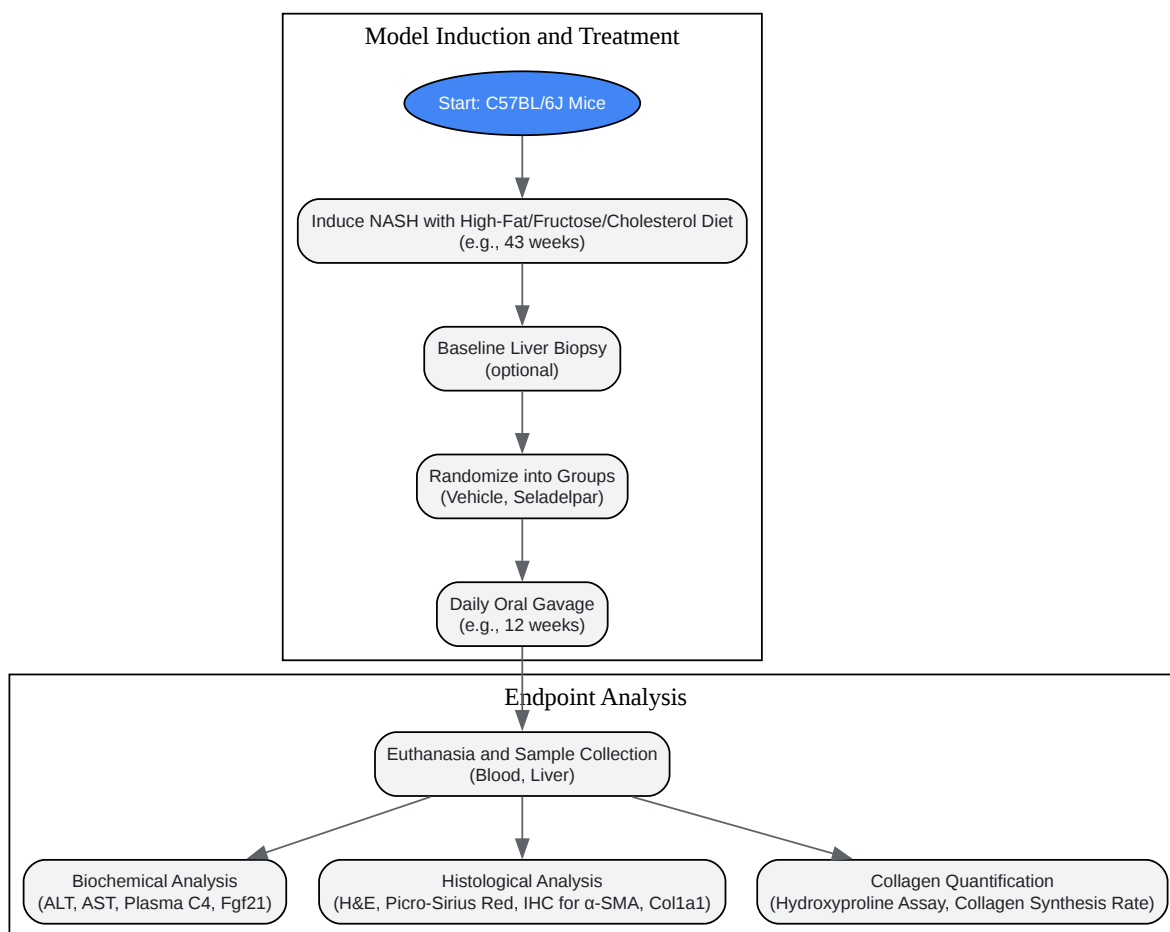 Model Induction and Treatment
Start: C57BL/6J Mice
Induce NASH with High-Fat/Fructose/Cholesterol Diet
(e.g., 43 weeks)
Baseline Liver Biopsy
(optional)
Randomize into Groups
(Vehicle, Seladelpar)
Daily Oral Gavage
(e.g., 12 weeks)
Endpoint Analysis
Euthanasia and Sample Collection
(Blood, Liver)
Biochemical Analysis
(ALT, AST, Plasma C4, Fgf21)
Histological Analysis
(H&E, Picro-Sirius Red, IHC for α-SMA, Col1a1)
Collagen Quantification
(Hydroxyproline Assay, Collagen Synthesis Rate)